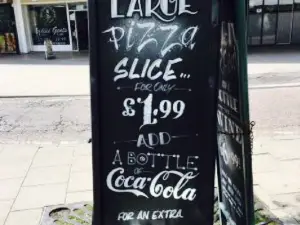 LARGE
PIZZA
SLICE...
FOR ONLY
£1.99
ADD
A BOTTLE
OF
Coca-Cola
FOR AN EXTRA